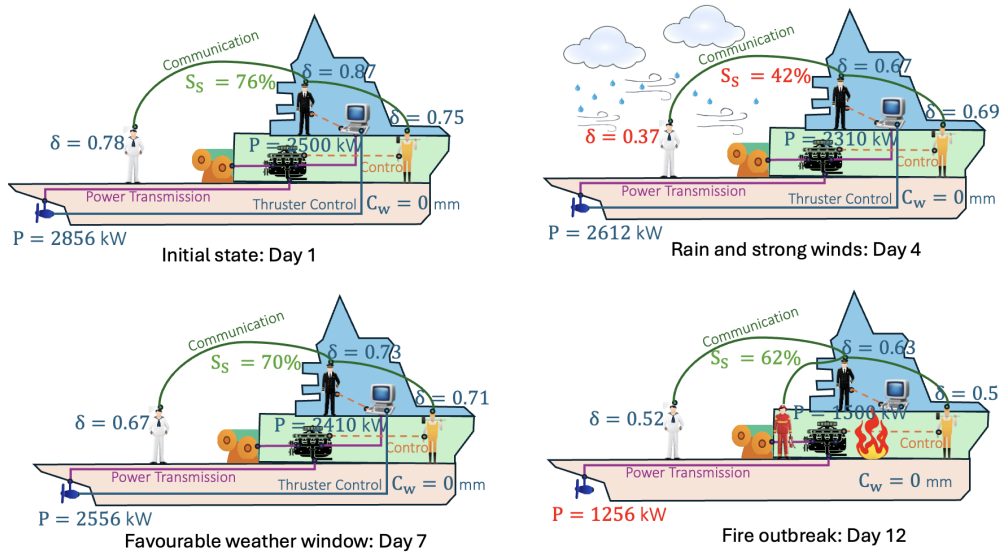 Communication
δ = 0.87
S_S = 76%
δ = 0.75
δ = 0.78
P = 2500 kW
Control
Power Transmission
Thruster Control
C_w = 0 mm
P = 2856 kW
Initial state: Day 1
Communication
δ = 0.67
S_S = 42%
δ = 0.69
δ = 0.37
P = 2310 kW
Control
Power Transmission
Thruster Control
C_w = 0 mm
P = 2612 kW
Rain and strong winds: Day 4
Communication
δ = 0.73
S_S = 70%
δ = 0.71
δ = 0.67
P = 2410 kW
Power Transmission
Thruster Control
C_w = 0 mm
P = 2556 kW
Favourable weather window: Day 7
Communication
δ = 0.63
S_S = 62%
δ = 0.5
δ = 0.52
P = 1500 kW
Control
Power Transmission
C_w = 0 mm
P = 1256 kW
Fire outbreak: Day 12